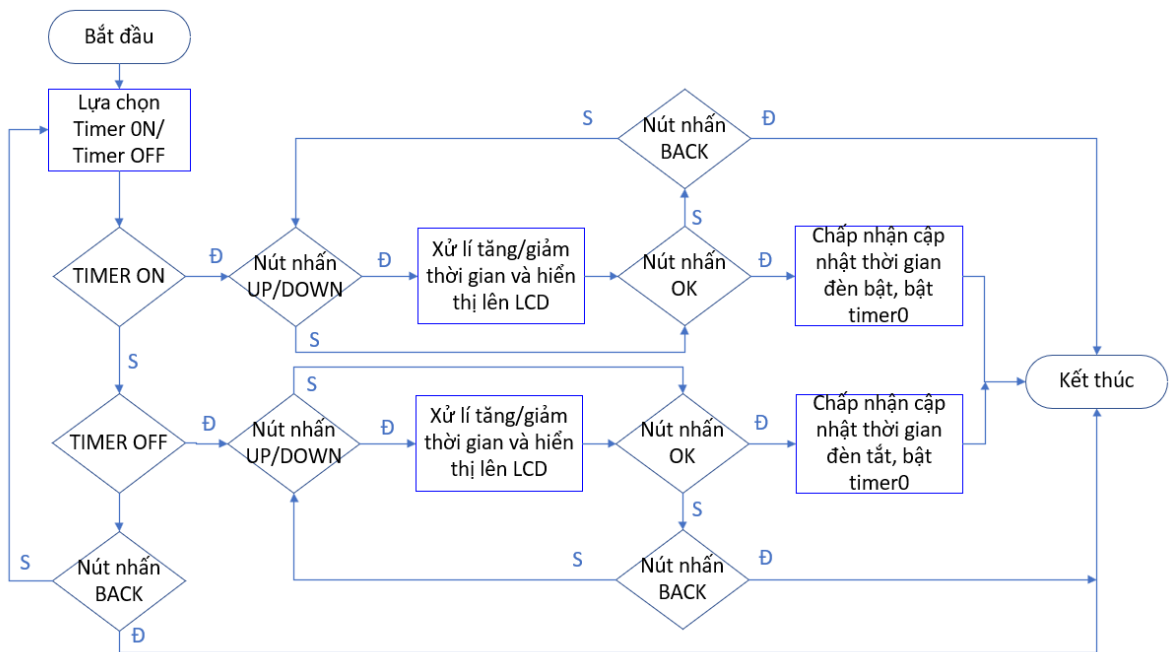 Bắt đầu
Lựa chọn
Timer 0N/
Timer OFF
S
Nút nhấn
BACK
Đ
S
TIMER ON
Đ
Nút nhấn
UP/DOWN
Đ
Xử lí tăng/giảm
thời gian và hiển
thị lên LCD
Nút nhấn
OK
Đ
Chấp nhận cập
nhật thời gian
đèn bật, bật
timer0
S
S
Kết thúc
S
TIMER OFF
Đ
Nút nhấn
UP/DOWN
Đ
Xử lí tăng/giảm
thời gian và hiển
thị lên LCD
Nút nhấn
OK
Đ
Chấp nhận cập
nhật thời gian
đèn tắt, bật
timer0
S
S
Nút nhấn
BACK
S
Nút nhấn
BACK
Đ
Đ